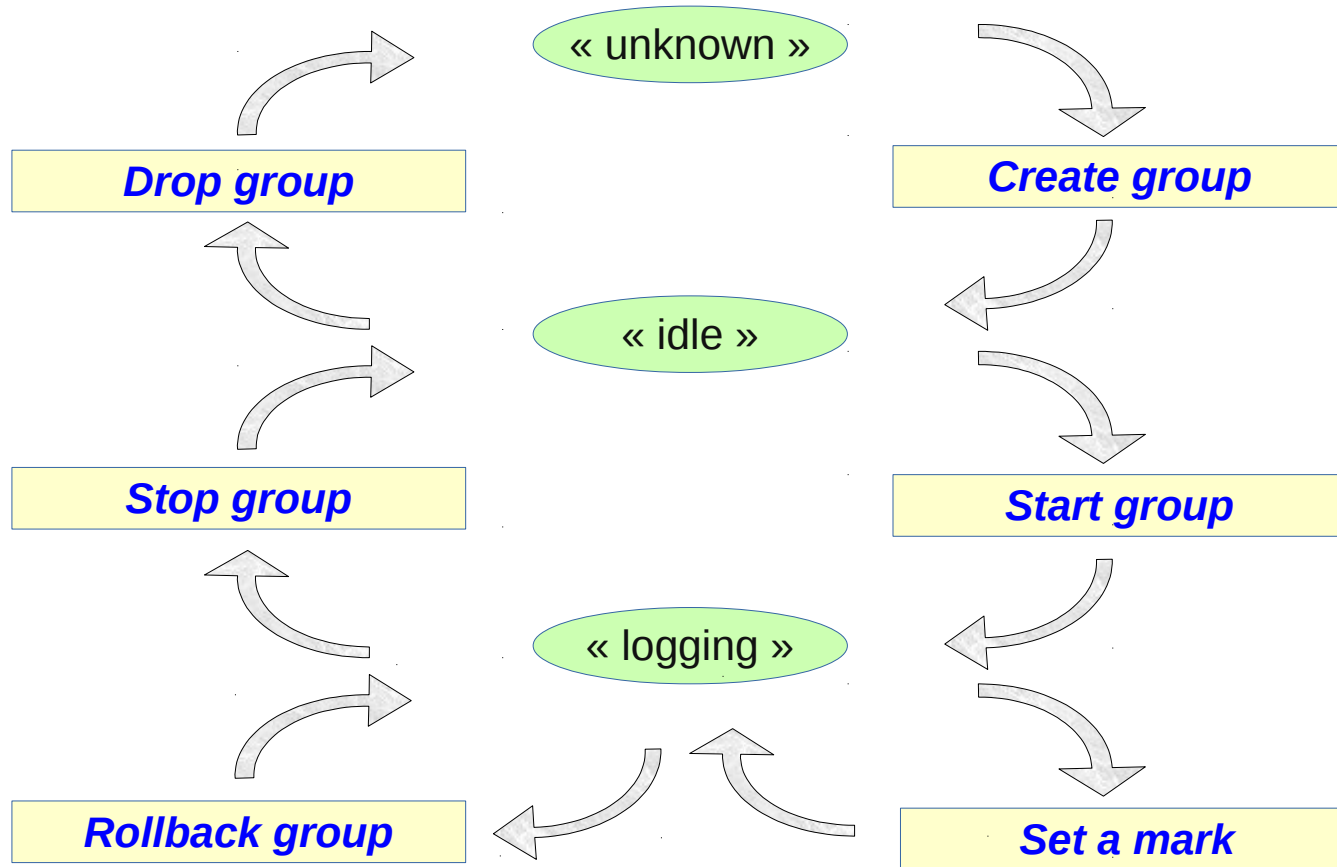 « unknown »
Drop group
Create group
« idle »
Stop group
Start group
« logging »
Rollback group
Set a mark